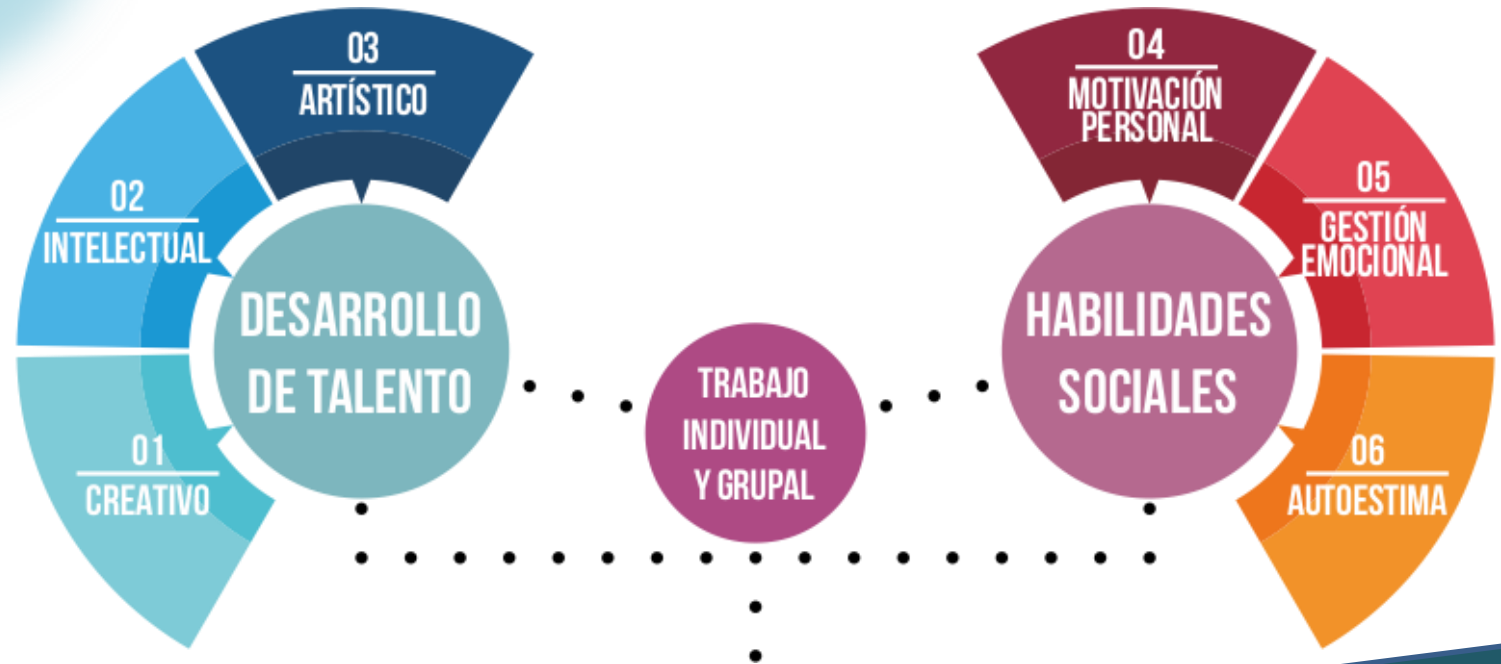 03
ARTÍSTICO
02
INTELECTUAL
01
CREATIVO
DESARROLLO
DE TALENTO
TRABAJO
INDIVIDUAL
Y GRUPAL
HABILIDADES
SOCIALES
04
MOTIVACIÓN
PERSONAL
05
GESTIÓN
EMOCIONAL
06
AUTOESTIMA